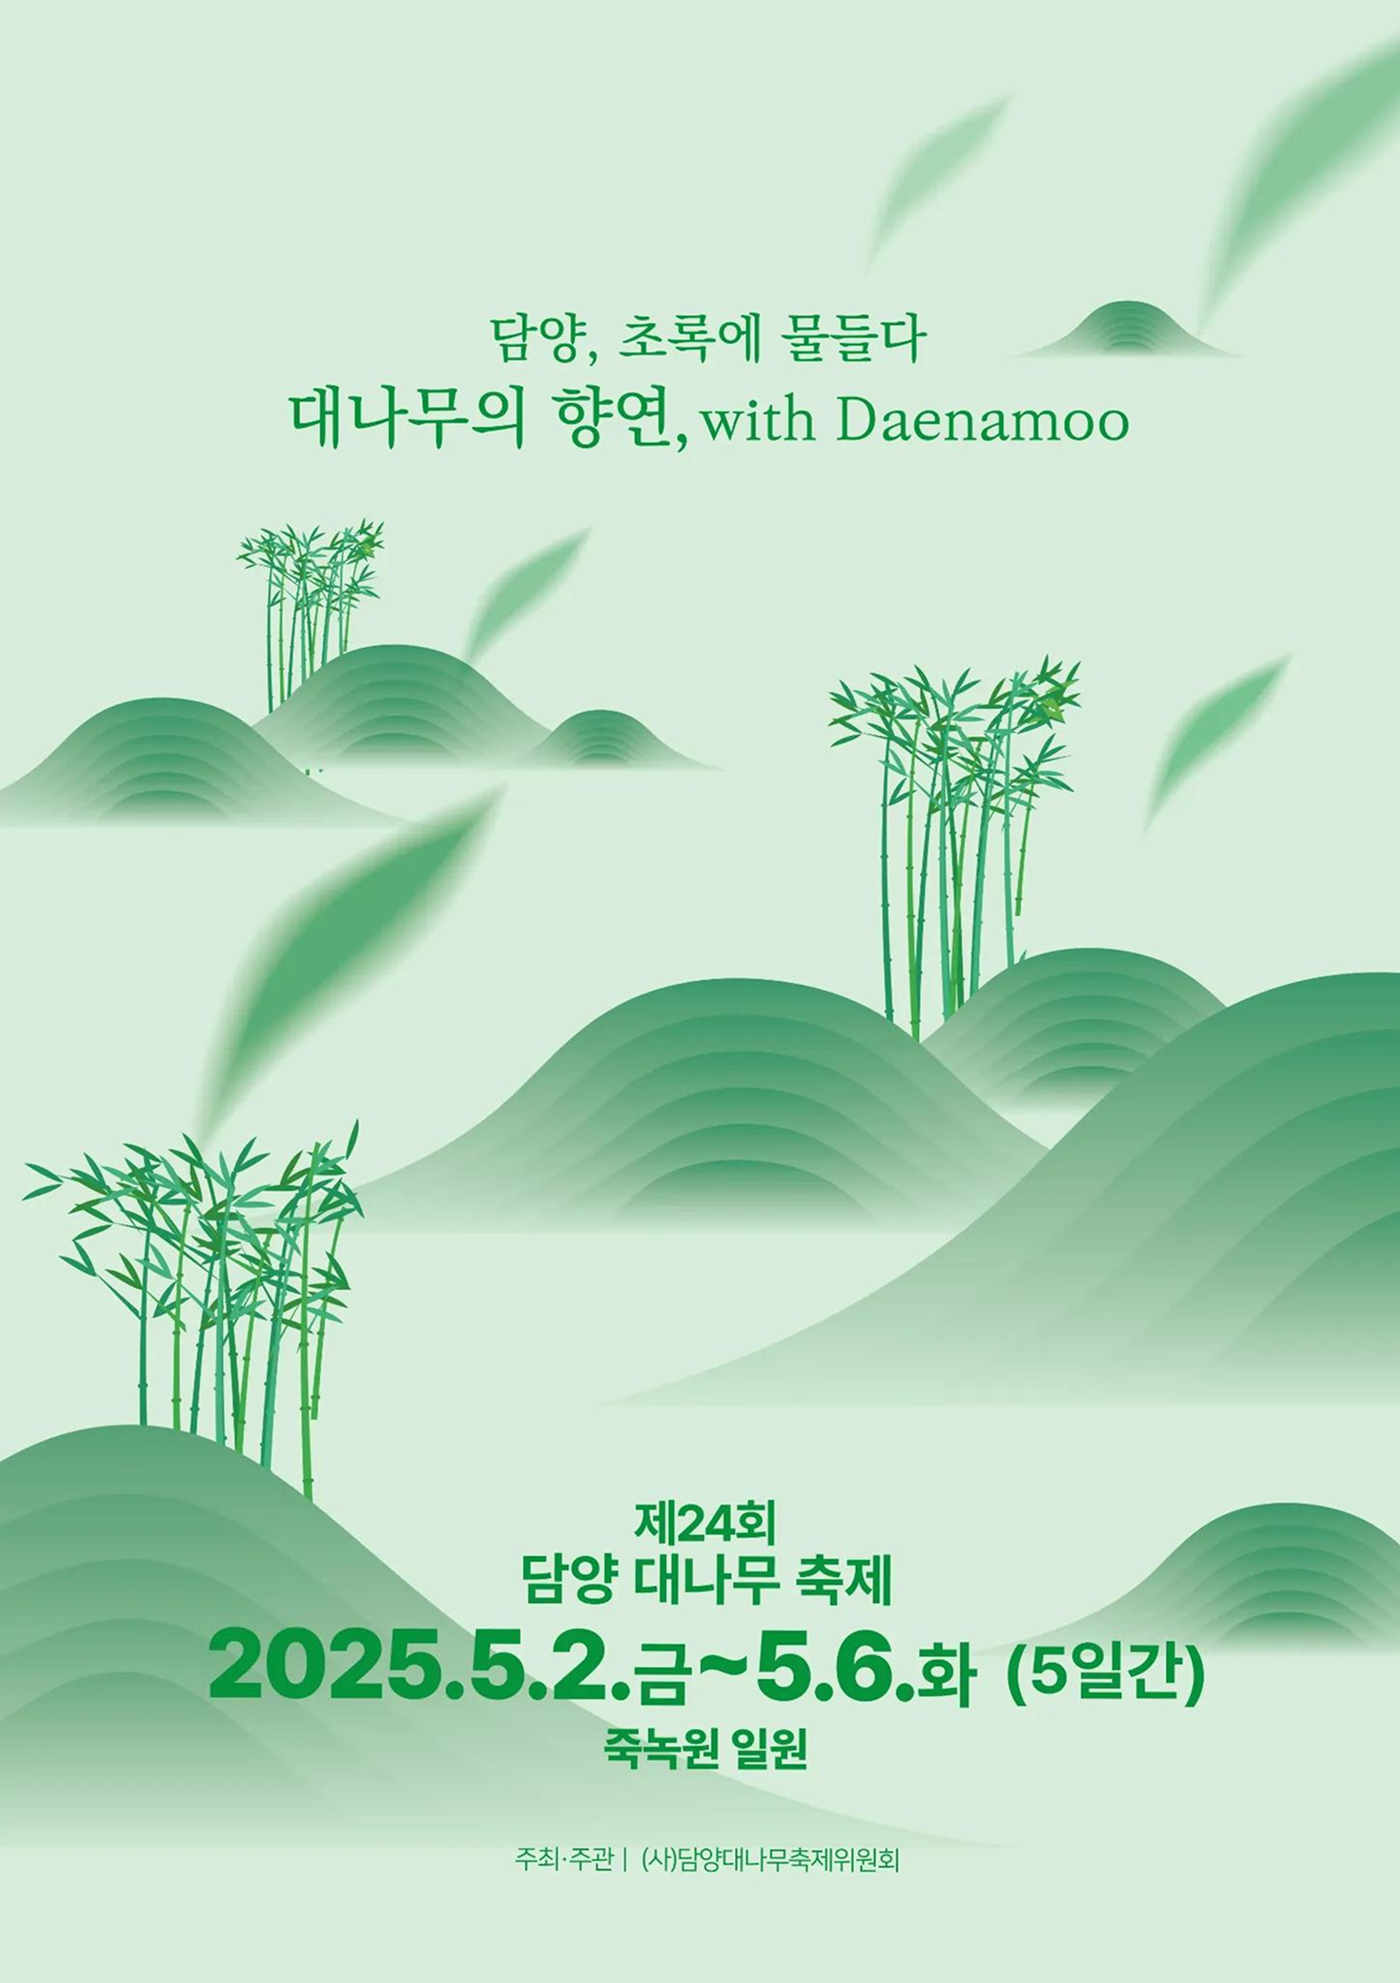 담양, 초록에 물들다
대나무의 향연, with Daenamoo
제24회
담양 대나무 축제
2025.5.2.금~5.6.화 (5일간)
죽녹원 일원
주최·주관 | (사)담양대나무축제위원회